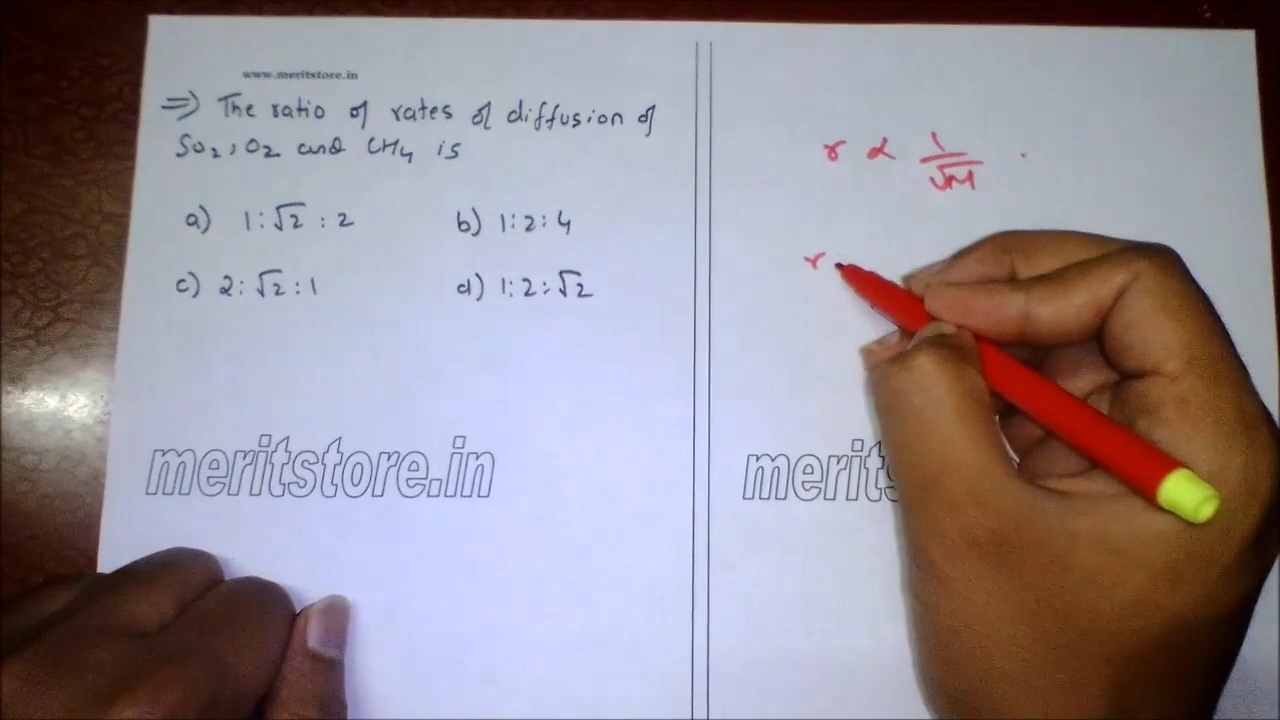 www.meritstore.in
⇒ The ratio of rates of diffusion of
SO2, O2 and CH4 is
a) 1:√2 : 2
b) 1:2:4
c) 2:√2:1
d) 1:2:√2
meritstore.in
r ∝ 1/√M
r
merits